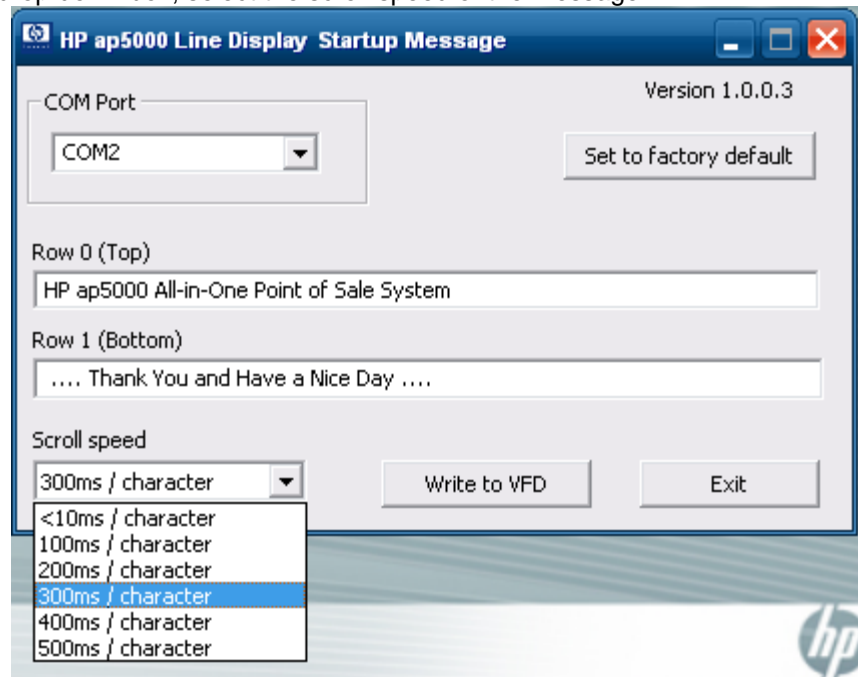 HP ap5000 Line Display Startup Message
COM Port
Version 1.0.0.3
COM2
Set to factory default
Row 0 (Top)
HP ap5000 All-in-One Point of Sale System
Row 1 (Bottom)
.... Thank You and Have a Nice Day ....
Scroll speed
300ms / character
Write to VFD
Exit
<10ms / character
100ms / character
200ms / character
300ms / character
400ms / character
500ms / character
hp